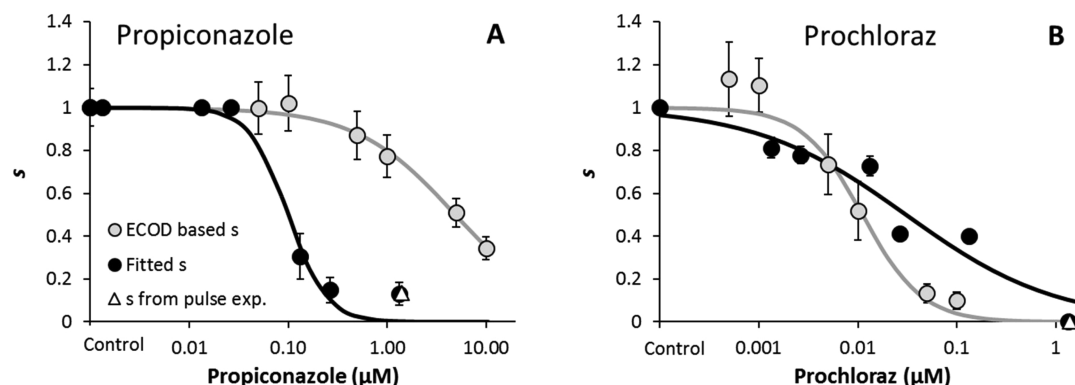 Propiconazole
A
1.4
1.2
1
0.8
0.6
0.4
0.2
0
s
ECOD based s
Fitted s
s from pulse exp.
Control
0.01
0.10
1.00
10.00
Propiconazole (µM)
Prochloraz
B
1.4
1.2
1
0.8
0.6
0.4
0.2
0
s
Control
0.001
0.01
0.1
1
Prochloraz (µM)